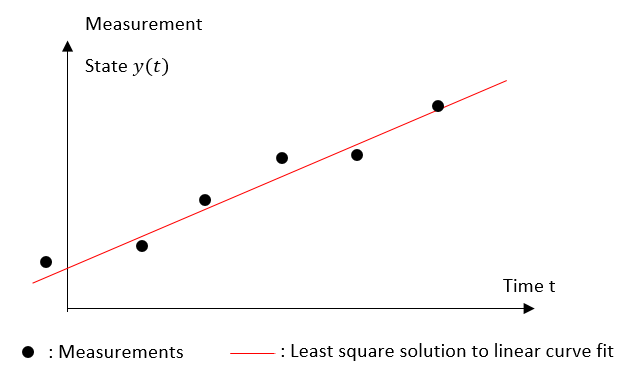 Measurement
State y(t)
Time t
: Measurements
: Least square solution to linear curve fit